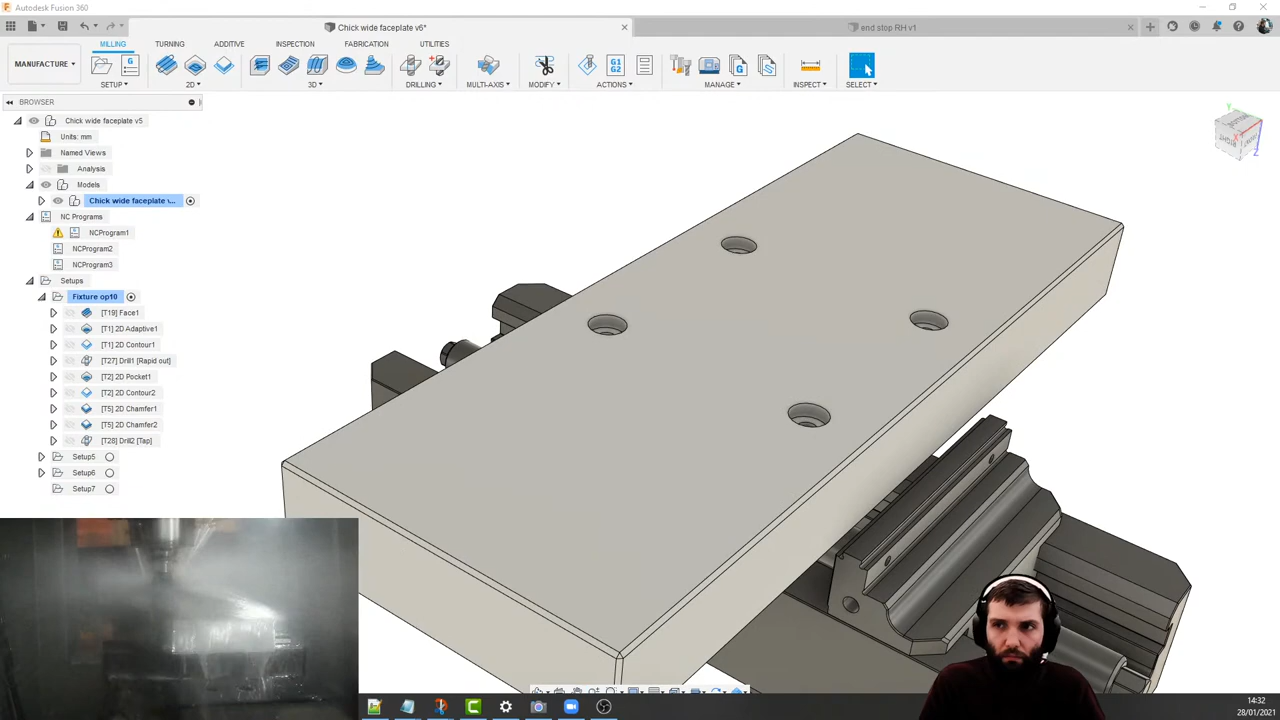 Autodesk Fusion 360
Chick wide faceplate v6*
end stop RH v1
MILLING TURNING ADDITIVE INSPECTION FABRICATION UTILITIES
MANUFACTURE
G1
G2
SETUP 2D 3D DRILLING MULTI-AXIS MODIFY ACTIONS MANAGE INSPECT SELECT
BROWSER
Chick wide faceplate v5
Units: mm
Named Views
Analysis
Models
Chick wide faceplate v...
NC Programs
NCProgram1
NCProgram2
NCProgram3
Setups
Fixture op10
[T19] Face1
[T1] 2D Adaptive1
[T1] 2D Contour1
[T27] Drill1 [Rapid out]
[T2] 2D Pocket1
[T2] 2D Contour2
[T5] 2D Chamfer1
[T5] 2D Chamfer2
[T28] Drill2 [Tap]
Setup5
Setup6
Setup7
RIGHT
X
Y
Z
14:32
28/01/2021